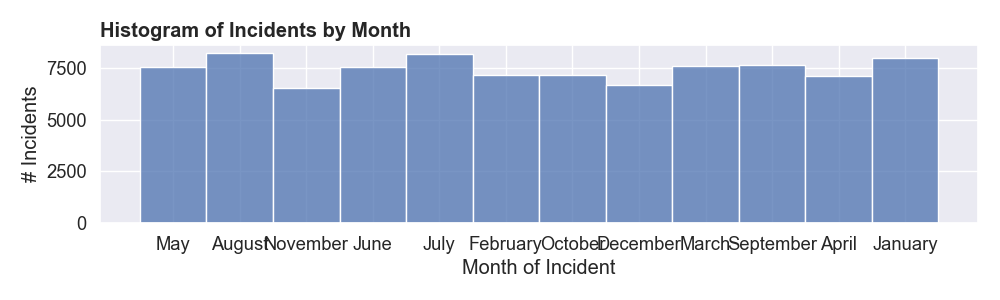 Histogram of Incidents by Month
# Incidents
7500
5000
2500
0
May August November June July February October December March September April January
Month of Incident